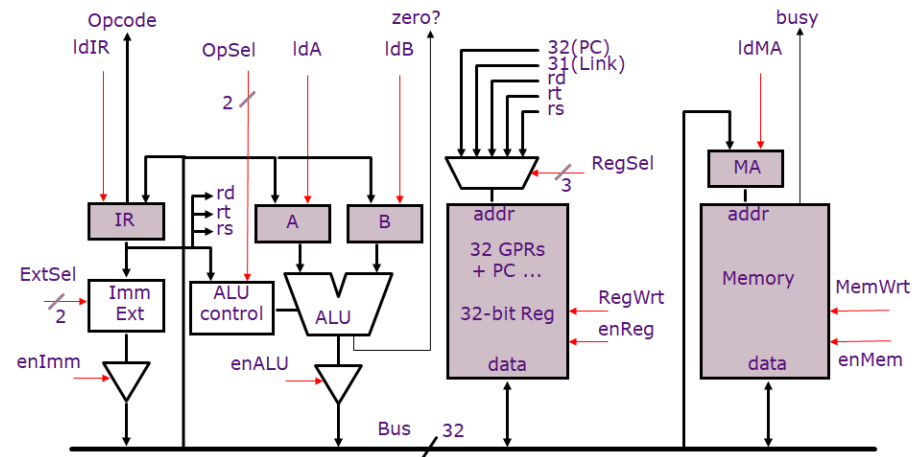 Opcode
zero?
busy
ldIR
OpSel
ldA
ldB
32(PC)
31(Link)
rd
rt
rs
ldMA
2
RegSel
3
MA
rd
rt
rs
IR
A
B
addr
addr
32 GPRs
+ PC ...
32-bit Reg
data
Memory
data
ExtSel
2
Imm
Ext
ALU
control
ALU
RegWrt
enReg
MemWrt
enMem
enImm
enALU
Bus
32